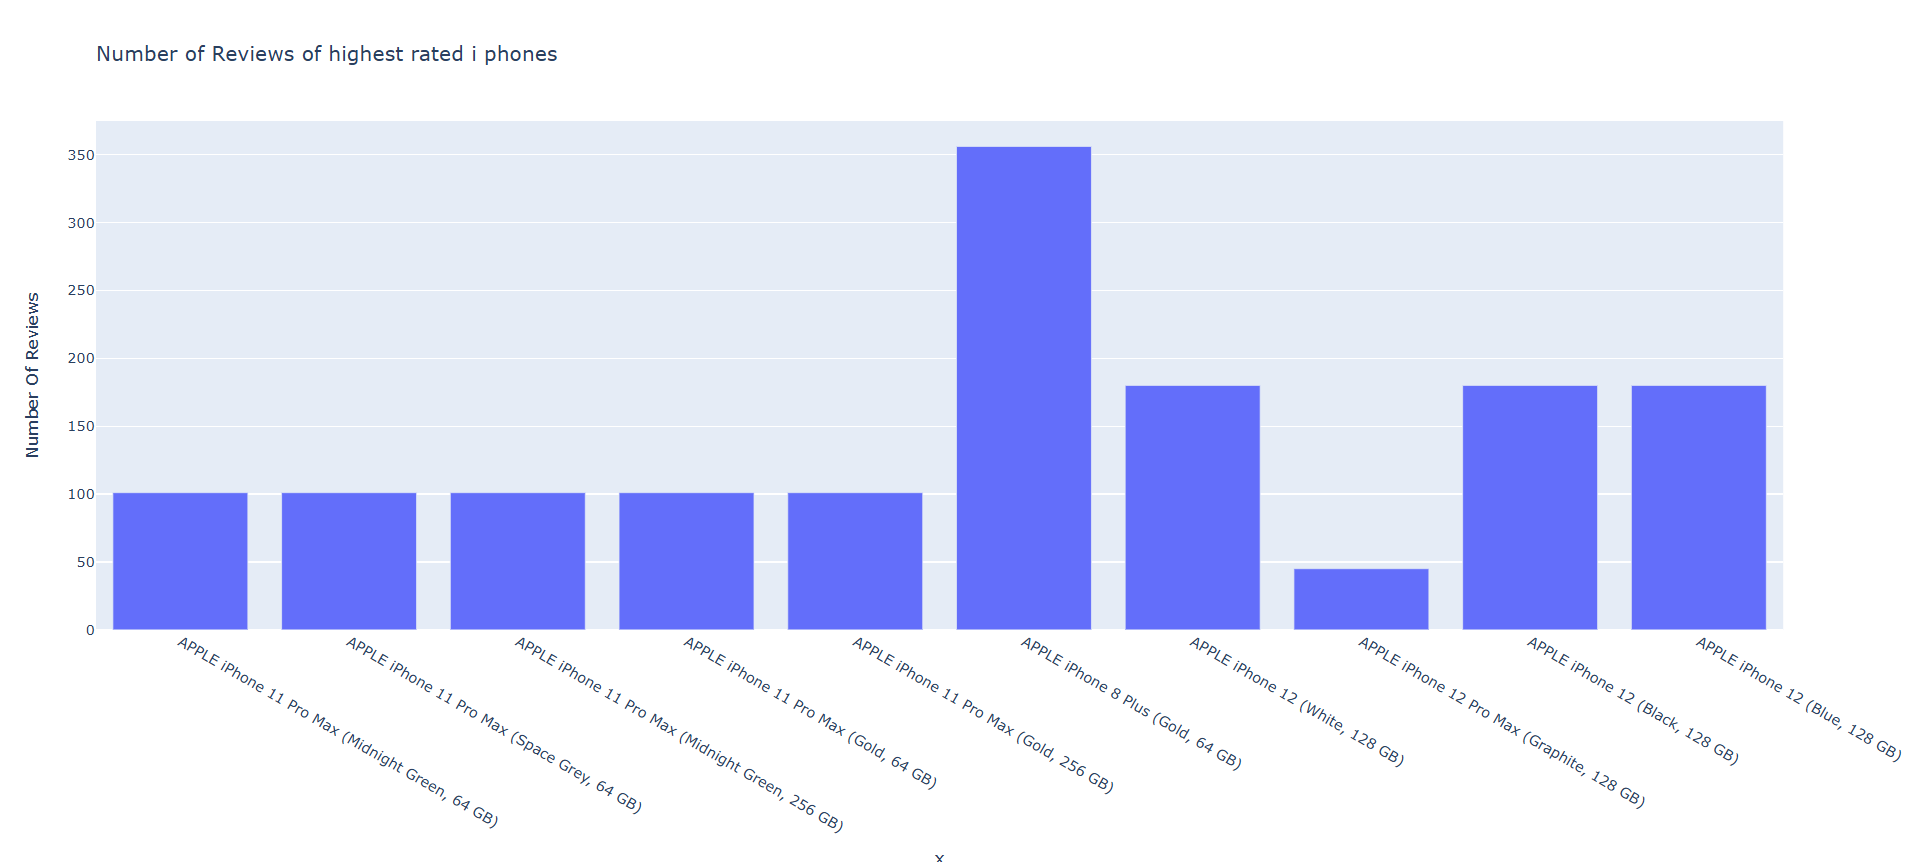 Number of Reviews of highest rated i phones
Number Of Reviews
350
300
250
200
150
100
50
0
APPLE iPhone 11 Pro Max (Midnight Green, 64 GB)
APPLE iPhone 11 Pro Max (Space Grey, 64 GB)
APPLE iPhone 11 Pro Max (Midnight Green, 256 GB)
APPLE iPhone 11 Pro Max (Gold, 64 GB)
APPLE iPhone 11 Pro Max (Gold, 256 GB)
APPLE iPhone 8 Plus (Gold, 64 GB)
APPLE iPhone 12 (White, 128 GB)
APPLE iPhone 12 Pro Max (Graphite, 128 GB)
APPLE iPhone 12 (Black, 128 GB)
APPLE iPhone 12 (Blue, 128 GB)
x